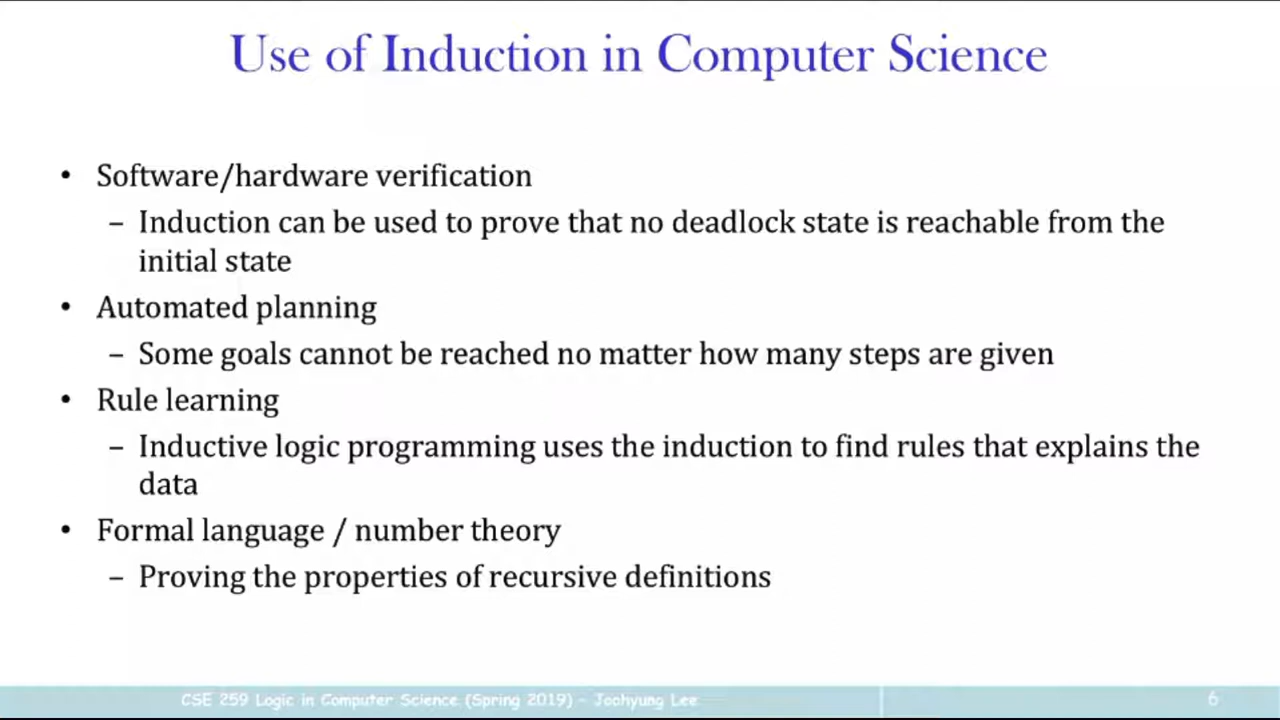 Use of Induction in Computer Science
• Software/hardware verification
– Induction can be used to prove that no deadlock state is reachable from the
initial state
• Automated planning
– Some goals cannot be reached no matter how many steps are given
• Rule learning
– Inductive logic programming uses the induction to find rules that explains the
data
• Formal language / number theory
– Proving the properties of recursive definitions
CSE 259 Logic in Computer Science (Spring 2019) - Joohyung Lee
6